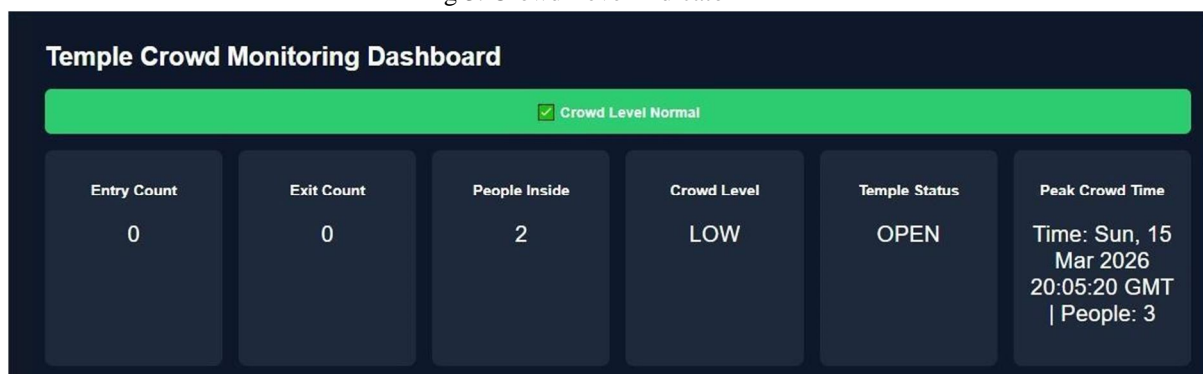 Temple Crowd Monitoring Dashboard
✅ Crowd Level Normal
Entry Count
0
Exit Count
0
People Inside
2
Crowd Level
LOW
Temple Status
OPEN
Peak Crowd Time
Time: Sun, 15
Mar 2026
20:05:20 GMT
| People: 3